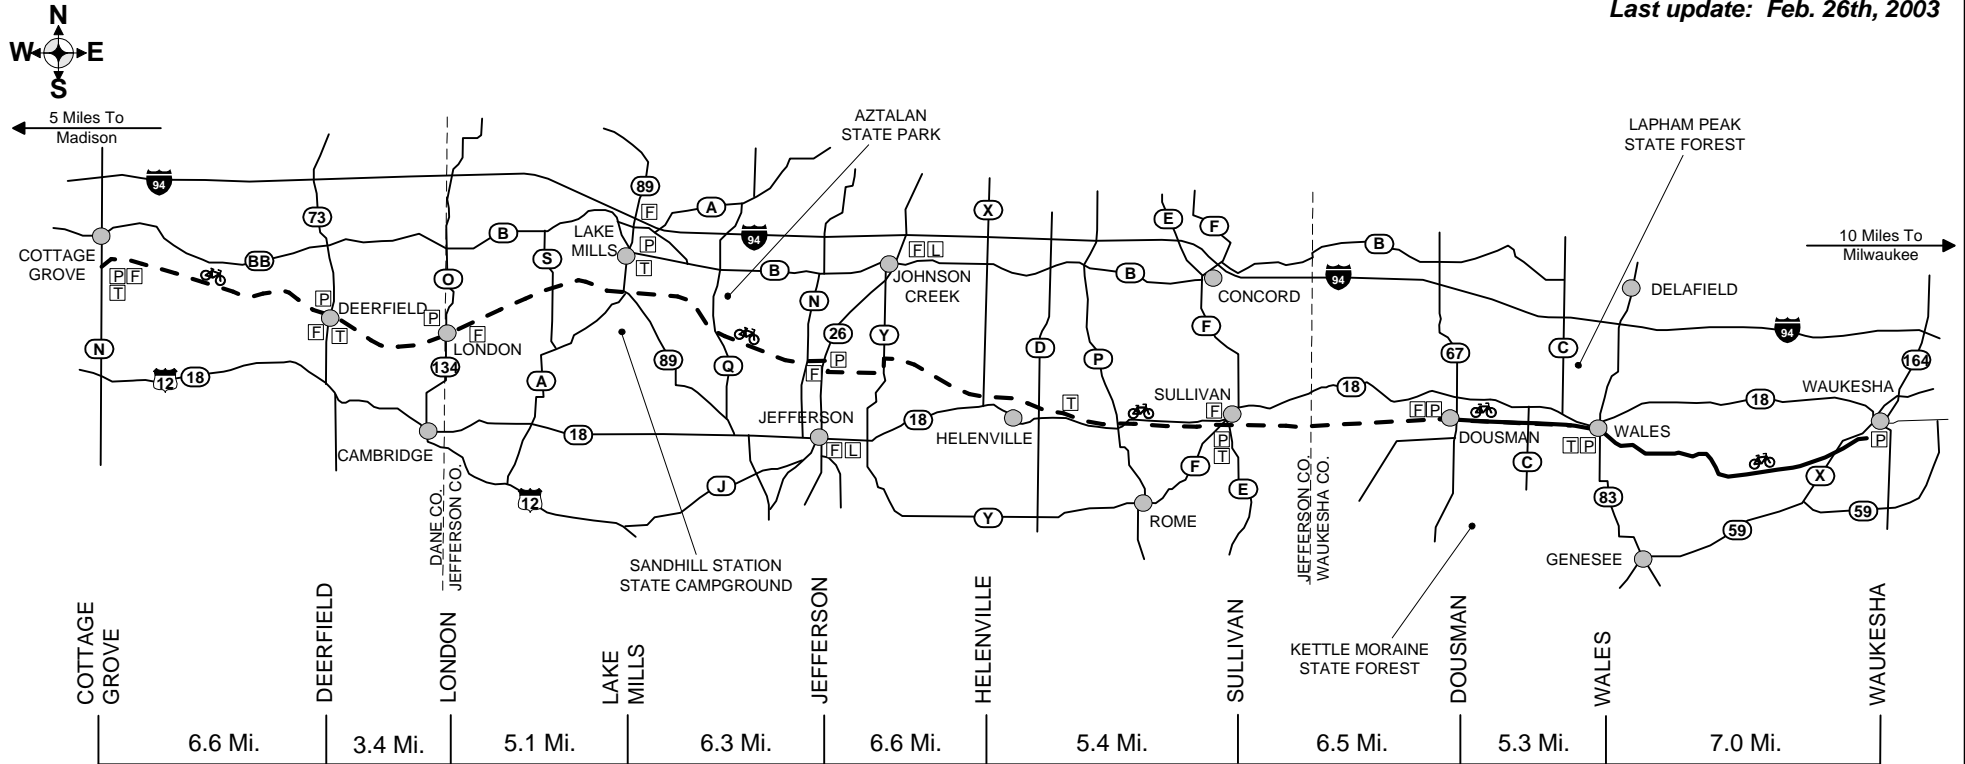 Last update: Feb. 26th, 2003
N
W E
S
5 Miles To
Madison
10 Miles To
Milwaukee
AZTALAN
STATE PARK
LAPHAM PEAK
STATE FOREST
94
94
94
94
73
89
A
X
E
F
B
B
BB
B
B
B
S
O
N
26
Y
D
P
F
67
C
164
COTTAGE
GROVE
P F
T
LAKE
MILLS
F
P
T
F L
JOHNSON
CREEK
CONCORD
DELAFIELD
P
DEERFIELD
F T
P
F
LONDON
N
12 18
134
A
89
Q
P
F
WAUKESHA
P
18
18
SULLIVAN
F
P
T
T
F P
DOUSMAN
T P
WALES
JEFFERSON
F L
18
HELENVILLE
18
CAMBRIDGE
C
F
E
83
X
59
59
J
12
Y
ROME
GENESEE
DANE CO.
JEFFERSON CO.
JEFFERSON CO.
WAUKESHA CO.
SANDHILL STATION
STATE CAMPGROUND
KETTLE MORAINE
STATE FOREST
COTTAGE
GROVE
DEERFIELD
LONDON
LAKE
MILLS
JEFFERSON
HELENVILLE
SULLIVAN
DOUSMAN
WALES
WAUKESHA
6.6 Mi.
3.4 Mi.
5.1 Mi.
6.3 Mi.
6.6 Mi.
5.4 Mi.
6.5 Mi.
5.3 Mi.
7.0 Mi.